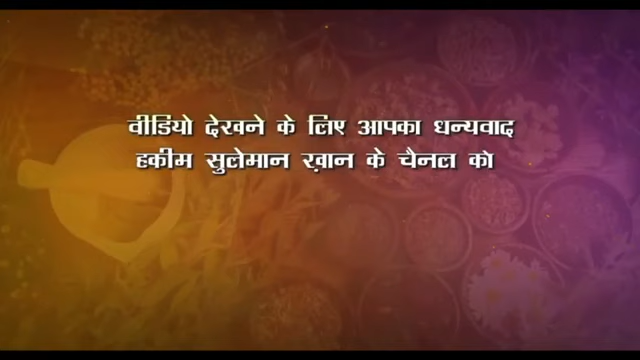 वीडियो देखने के लिए आपका धन्यवाद
हकीम सुलेमान ख़ान के चैनल को